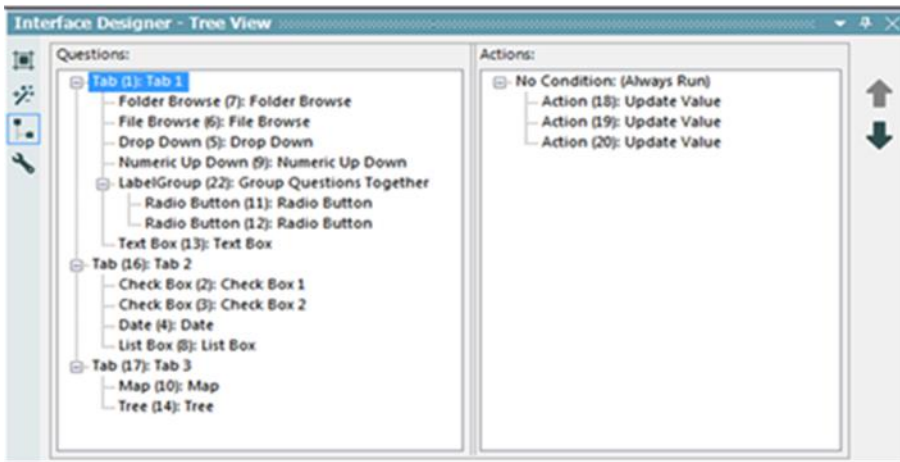 Interface Designer - Tree View
Questions:
Tab (1): Tab 1
Folder Browse (7): Folder Browse
File Browse (6): File Browse
Drop Down (5): Drop Down
Numeric Up Down (9): Numeric Up Down
LabelGroup (22): Group Questions Together
Radio Button (11): Radio Button
Radio Button (12): Radio Button
Text Box (13): Text Box
Tab (16): Tab 2
Check Box (2): Check Box 1
Check Box (3): Check Box 2
Date (4): Date
List Box (8): List Box
Tab (17): Tab 3
Map (10): Map
Tree (14): Tree
Actions:
No Condition: (Always Run)
Action (18): Update Value
Action (19): Update Value
Action (20): Update Value